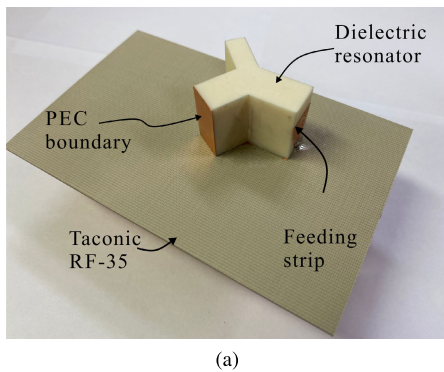 Dielectric
resonator
PEC
boundary
Taconic
RF-35
Feeding
strip
(a)